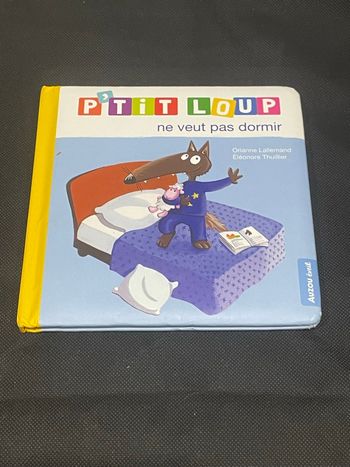 P'TIT LOUP
ne veut pas dormir
Orianne Lallemand
Éléonore Thuillier
AUZOU éveil